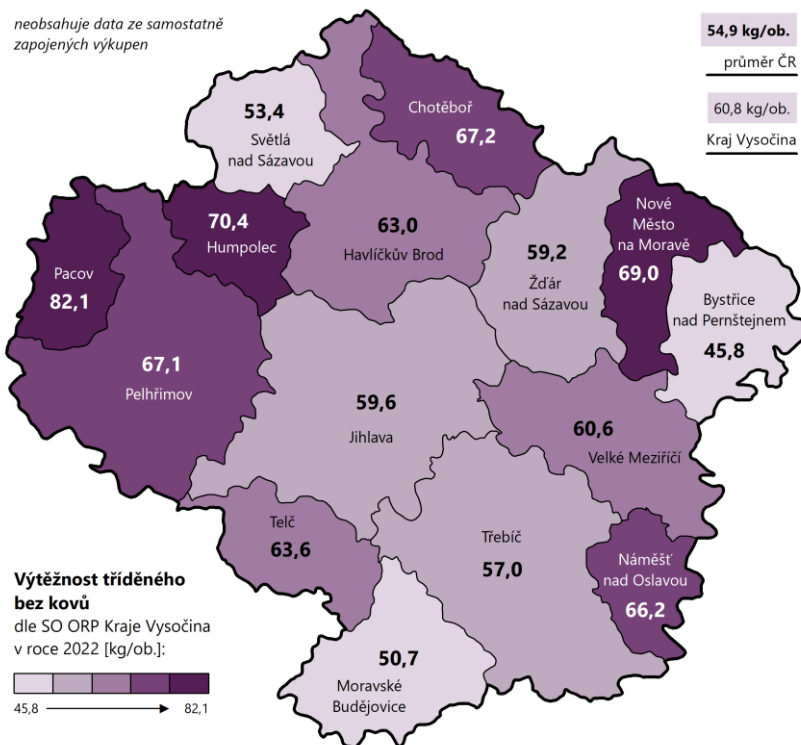 neobsahuje data ze samostatně
zapojených výkupen
54,9 kg/ob.
průměr ČR
60,8 kg/ob.
Kraj Vysočina
53,4
Světlá
nad Sázavou
Chotěboř
67,2
70,4
Humpolec
63,0
Havlíčkův Brod
59,2
Žďár
nad Sázavou
Nové
Město
na Moravě
69,0
Pacov
82,1
Bystřice
nad Pernštejnem
45,8
67,1
Pelhřimov
59,6
Jihlava
60,6
Velké Meziříčí
Telč
63,6
Třebíč
57,0
Náměšť
nad Oslavou
66,2
50,7
Moravské
Budějovice
Výtěžnost tříděného
bez kovů
dle SO ORP Kraje Vysočina
v roce 2022 [kg/ob.]:
45,8 82,1